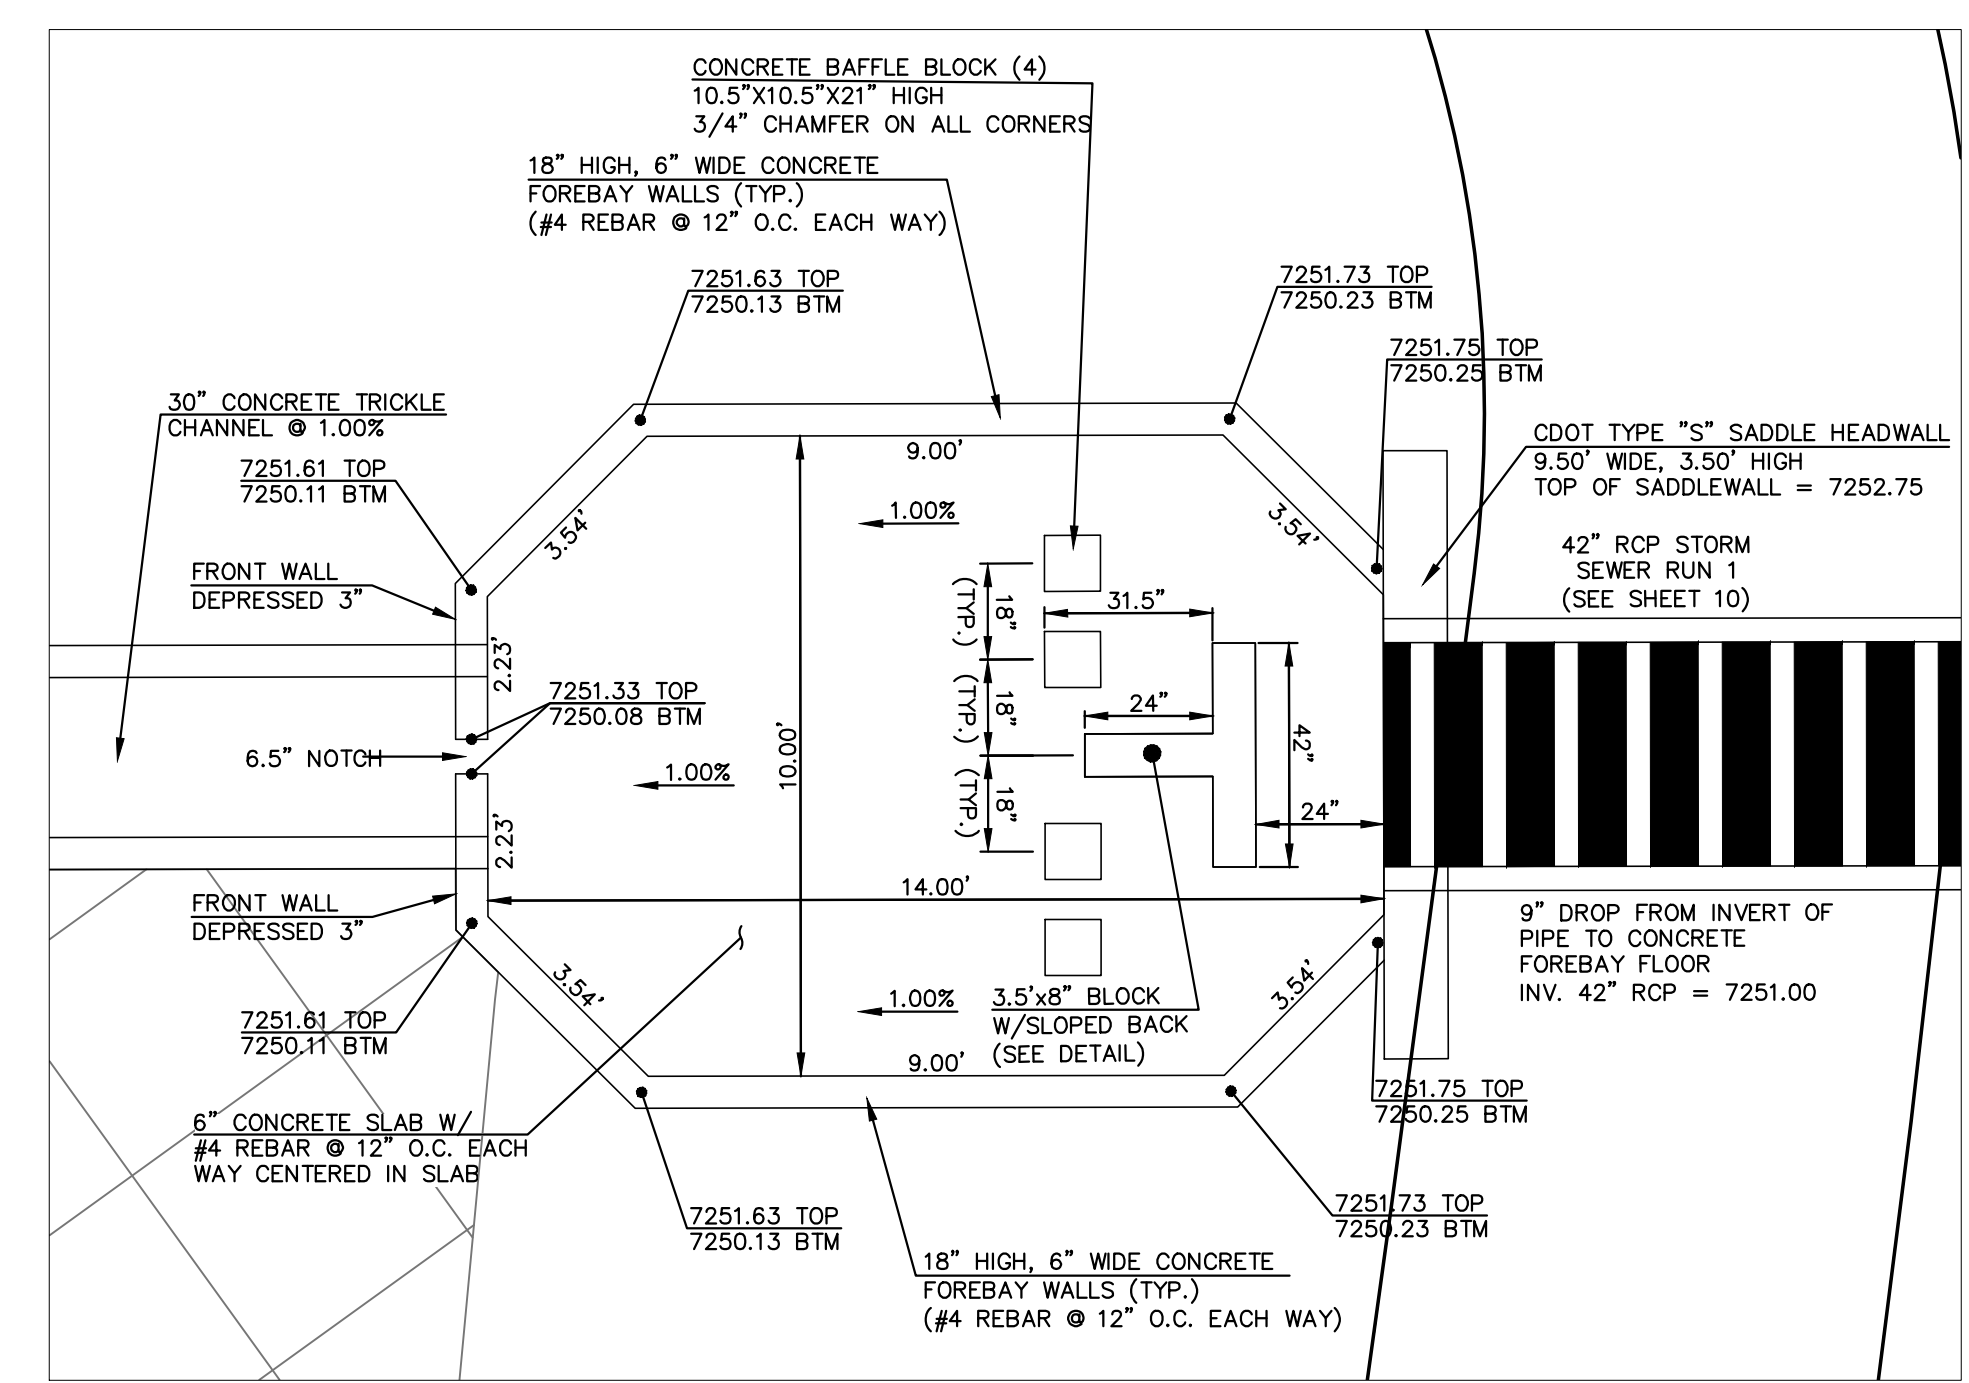 CONCRETE BAFFLE BLOCK (4)
10.5”X10.5”X21” HIGH
3/4” CHAMFER ON ALL CORNERS
18” HIGH, 6” WIDE CONCRETE
FOREBAY WALLS (TYP.)
(#4 REBAR @ 12” O.C. EACH WAY)
7251.63 TOP
7250.13 BTM
7251.73 TOP
7250.23 BTM
7251.75 TOP
7250.25 BTM
30” CONCRETE TRICKLE
CHANNEL @ 1.00%
7251.61 TOP
7250.11 BTM
CDOT TYPE ”S” SADDLE HEADWALL
9.50’ WIDE, 3.50’ HIGH
TOP OF SADDLEWALL = 7252.75
9.00’
3.54’
1.00%
3.54’
42” RCP STORM
SEWER RUN 1
(SEE SHEET 10)
FRONT WALL
DEPRESSED 3”
18”
(TYP.)
31.5”
2.23’
7251.33 TOP
7250.08 BTM
18”
(TYP.)
24”
42”
6.5” NOTCH
10.00’
1.00%
18”
(TYP.)
24”
2.23’
14.00’
FRONT WALL
DEPRESSED 3”
9” DROP FROM INVERT OF
PIPE TO CONCRETE
FOREBAY FLOOR
INV. 42” RCP = 7251.00
3.54’
1.00%
3.5’x8” BLOCK
W/SLOPED BACK
(SEE DETAIL)
3.54’
7251.61 TOP
7250.11 BTM
9.00’
7251.75 TOP
7250.25 BTM
6” CONCRETE SLAB W/
#4 REBAR @ 12” O.C. EACH
WAY CENTERED IN SLAB
7251.63 TOP
7250.13 BTM
7251.73 TOP
7250.23 BTM
18” HIGH, 6” WIDE CONCRETE
FOREBAY WALLS (TYP.)
(#4 REBAR @ 12” O.C. EACH WAY)